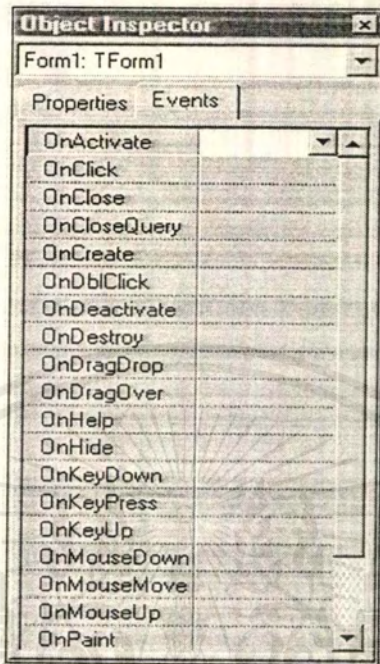 Object Inspector
Form1: TForm1
Properties Events
OnActivate
OnClick
OnClose
OnCloseQuery
OnCreate
OnDblClick
OnDeactivate
OnDestroy
OnDragDrop
OnDragOver
OnHelp
OnHide
OnKeyDown
OnKeyPress
OnKeyUp
OnMouseDown
OnMouseMove
OnMouseUp
OnPaint